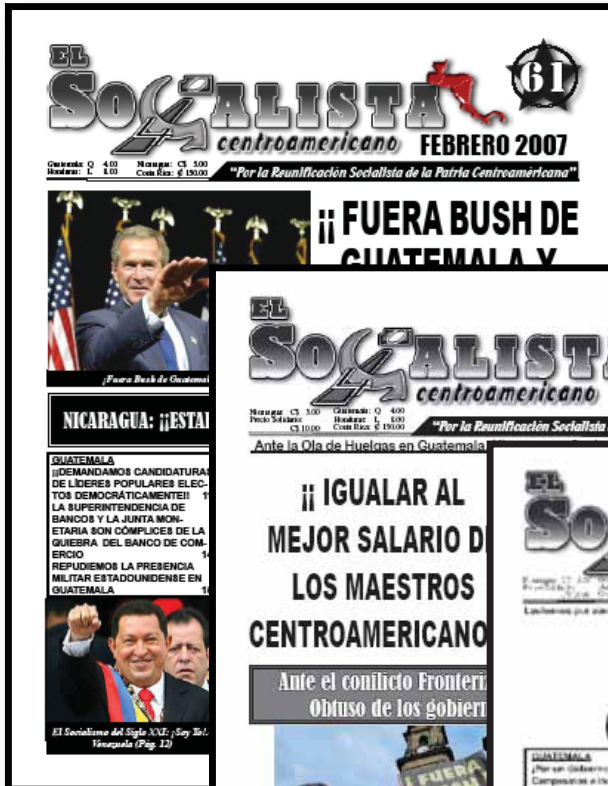 EL
SOCIALISTA
centroamericano
61
FEBRERO 2007
Guatemala: Q 4.00 Nicaragua: C$ 5.00
Honduras: L 8.00 Costa Rica: ₡ 150.00
"Por la Reunificación Socialista de la Patria Centroaméricana"
¡¡ FUERA BUSH DE
GUATEMALA Y
¡Fuera Bush de
NICARAGUA: ¡¡ESTA
GUATEMALA
¡¡DEMANDAMOS CANDIDATURAS
DE LÍDERES POPULARES ELEC-
TOS DEMOCRÁTICAMENTE!!
LA SUPERINTENDENCIA DE
BANCOS Y LA JUNTA MON-
ETARIA SON CÓMPLICES DE LA
QUIEBRA DEL BANCO DE COM-
ERCIO
REPUDIEMOS LA PRESENCIA
MILITAR ESTADOUNIDENSE EN
GUATEMALA
El Socialismo del Siglo XXI: ¡Soy Yo!.
Venezuela (Pág. 12)
EL
SOCIALISTA
centroamericano
Nicaragua: C$ 5.00 Guatemala: Q 4.00
Precio Solidario: Honduras: L 8.00
C$ 10.00 Costa Rica: ₡ 150.00
"Por la Reunificación Socialista
Ante la Ola de Huelgas en Guatemala
¡¡ IGUALAR AL
MEJOR SALARIO D
LOS MAESTROS
CENTROAMERICANO
Ante el conflicto Fronteri
Obtuso de los gobiern
¡FUERA
EL
SO
GUATEMALA